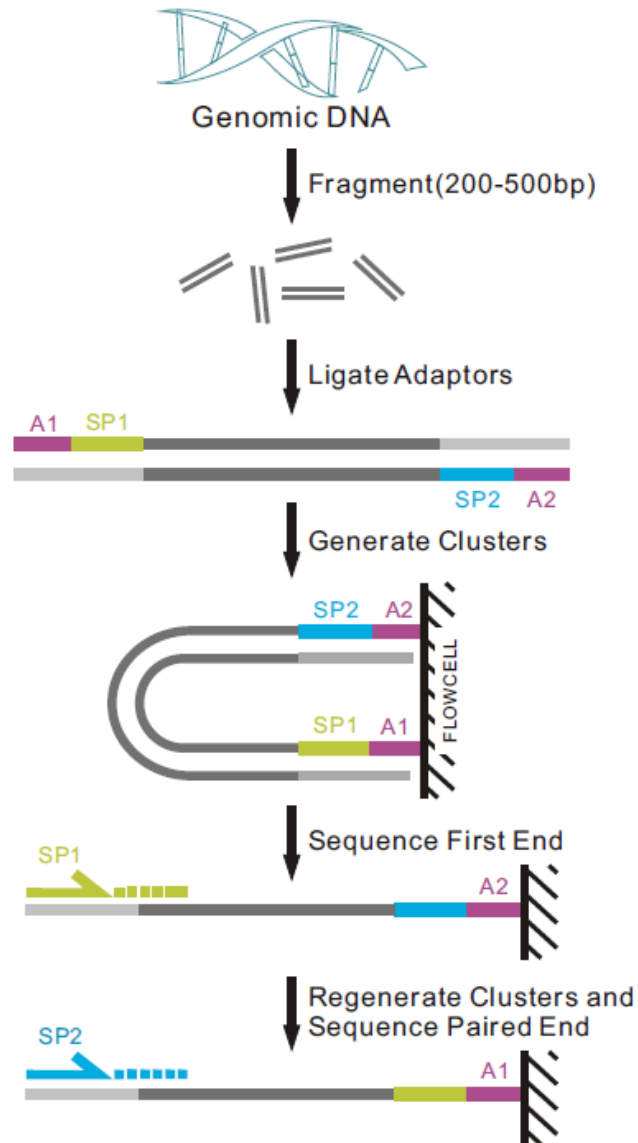 Genomic DNA
Fragment(200-500bp)
Ligate Adaptors
A1 SP1
SP2 A2
Generate Clusters
SP2 A2
FLOWCELL
SP1 A1
Sequence First End
SP1
A2
Regenerate Clusters and
Sequence Paired End
SP2
A1